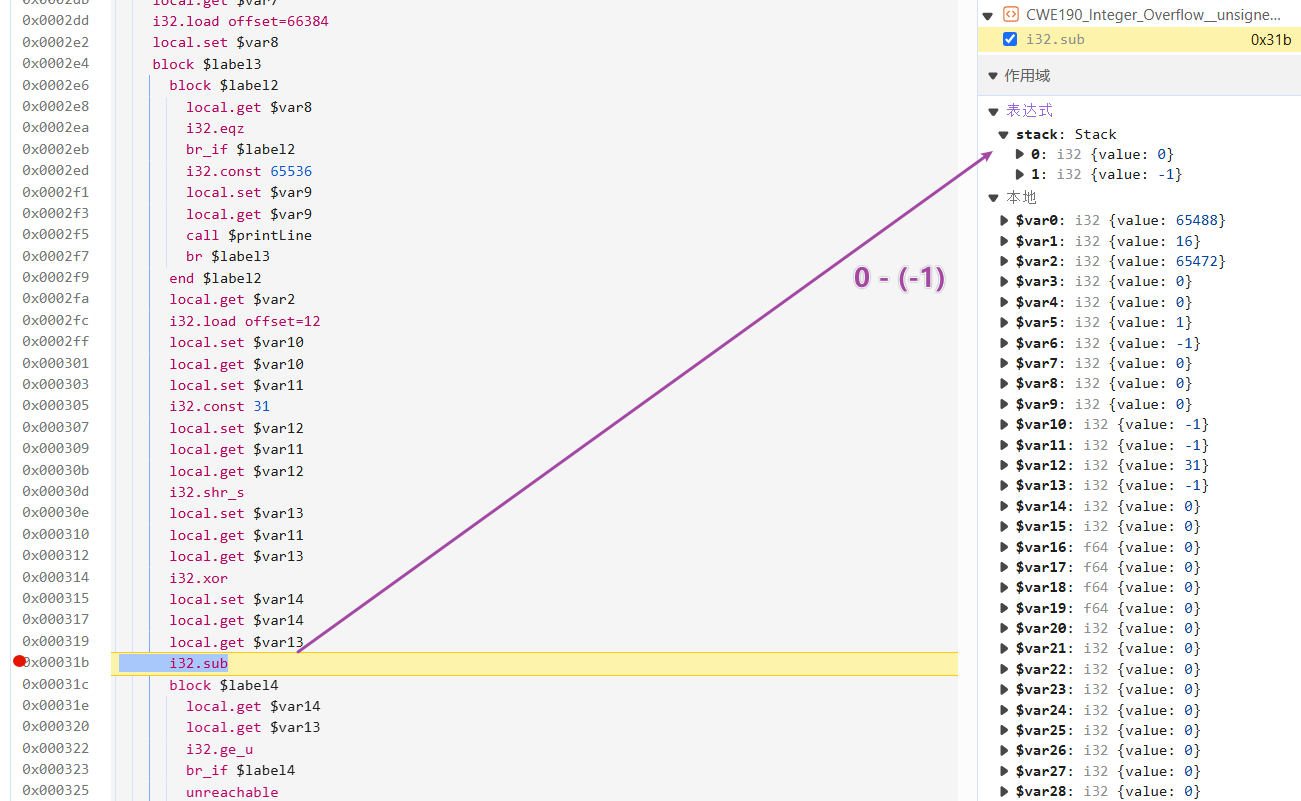 0x0002db local.get $var7
0x0002dd i32.load offset=66384
0x0002e2 local.set $var8
0x0002e4 block $label3
0x0002e6 block $label2
0x0002e8 local.get $var8
0x0002ea i32.eqz
0x0002eb br_if $label2
0x0002ed i32.const 65536
0x0002f1 local.set $var9
0x0002f3 local.get $var9
0x0002f5 call $printLine
0x0002f7 br $label3
0x0002f9 end $label2
0x0002fa local.get $var2
0x0002fc i32.load offset=12
0x0002ff local.set $var10
0x000301 local.get $var10
0x000303 local.set $var11
0x000305 i32.const 31
0x000307 local.set $var12
0x000309 local.get $var11
0x00030b local.get $var12
0x00030d i32.shr_s
0x00030e local.set $var13
0x000310 local.get $var11
0x000312 local.get $var13
0x000314 i32.xor
0x000315 local.set $var14
0x000317 local.get $var14
0x000319 local.get $var13
0x00031b i32.sub
0x00031c block $label4
0x00031e local.get $var14
0x000320 local.get $var13
0x000322 i32.ge_u
0x000323 br_if $label4
0x000325 unreachable
0 - (-1)
CWE190_Integer_Overflow__unsigne...
i32.sub 0x31b
作用域
表达式
stack: Stack
0: i32 {value: 0}
1: i32 {value: -1}
本地
$var0: i32 {value: 65488}
$var1: i32 {value: 16}
$var2: i32 {value: 65472}
$var3: i32 {value: 0}
$var4: i32 {value: 0}
$var5: i32 {value: 1}
$var6: i32 {value: -1}
$var7: i32 {value: 0}
$var8: i32 {value: 0}
$var9: i32 {value: 0}
$var10: i32 {value: -1}
$var11: i32 {value: -1}
$var12: i32 {value: 31}
$var13: i32 {value: -1}
$var14: i32 {value: 0}
$var15: i32 {value: 0}
$var16: f64 {value: 0}
$var17: f64 {value: 0}
$var18: f64 {value: 0}
$var19: f64 {value: 0}
$var20: i32 {value: 0}
$var21: i32 {value: 0}
$var22: i32 {value: 0}
$var23: i32 {value: 0}
$var24: i32 {value: 0}
$var25: i32 {value: 0}
$var26: i32 {value: 0}
$var27: i32 {value: 0}
$var28: i32 {value: 0}